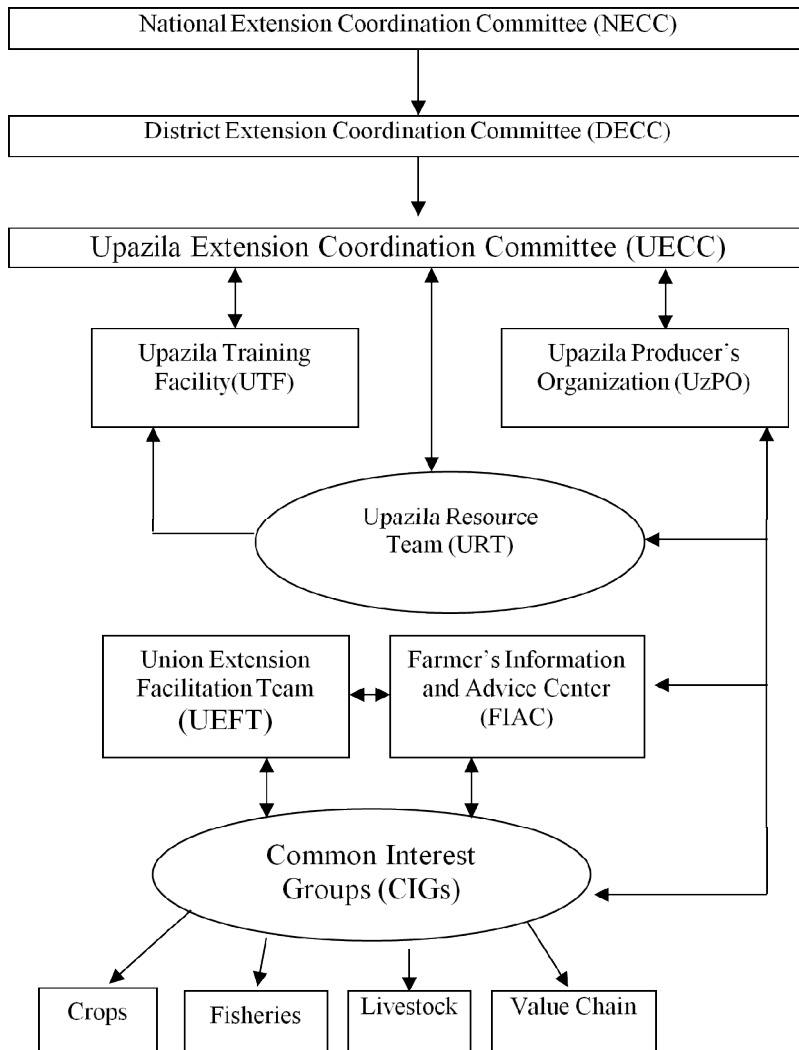 National Extension Coordination Committee (NECC)
District Extension Coordination Committee (DECC)
Upazila Extension Coordination Committee (UECC)
Upazila Training
Facility(UTF)
Upazila Producer's
Organization (UzPO)
Upazila Resource
Team (URT)
Union Extension
Facilitation Team
(UEFT)
Farmer's Information
and Advice Center
(FIAC)
Common Interest
Groups (CIGs)
Crops
Fisheries
Livestock
Value Chain